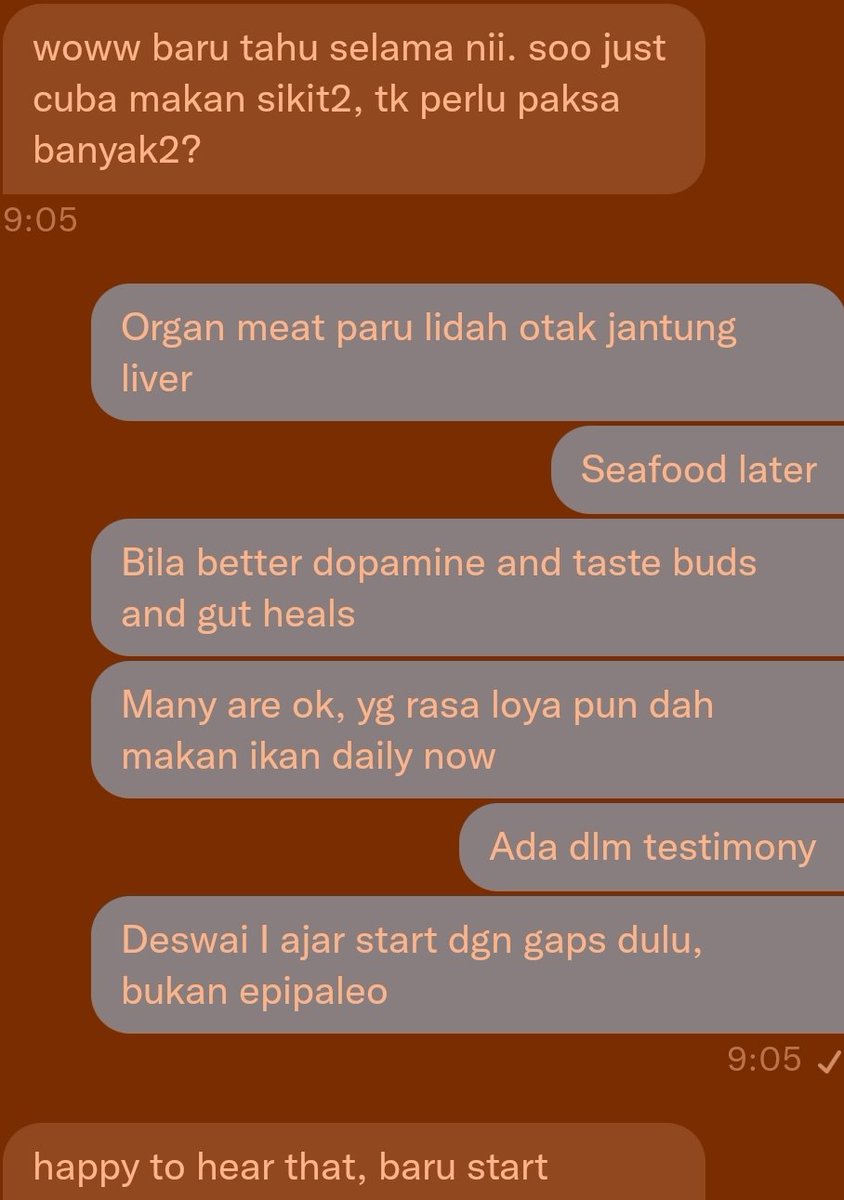 woww baru tahu selama nii. soo just
cuba makan sikit2, tk perlu paksa
banyak2?
9:05
Organ meat paru lidah otak jantung
liver
Seafood later
Bila better dopamine and taste buds
and gut heals
Many are ok, yg rasa loya pun dah
makan ikan daily now
Ada dlm testimony
Deswai I ajar start dgn gaps dulu,
bukan epipaleo
9:05
happy to hear that, baru start